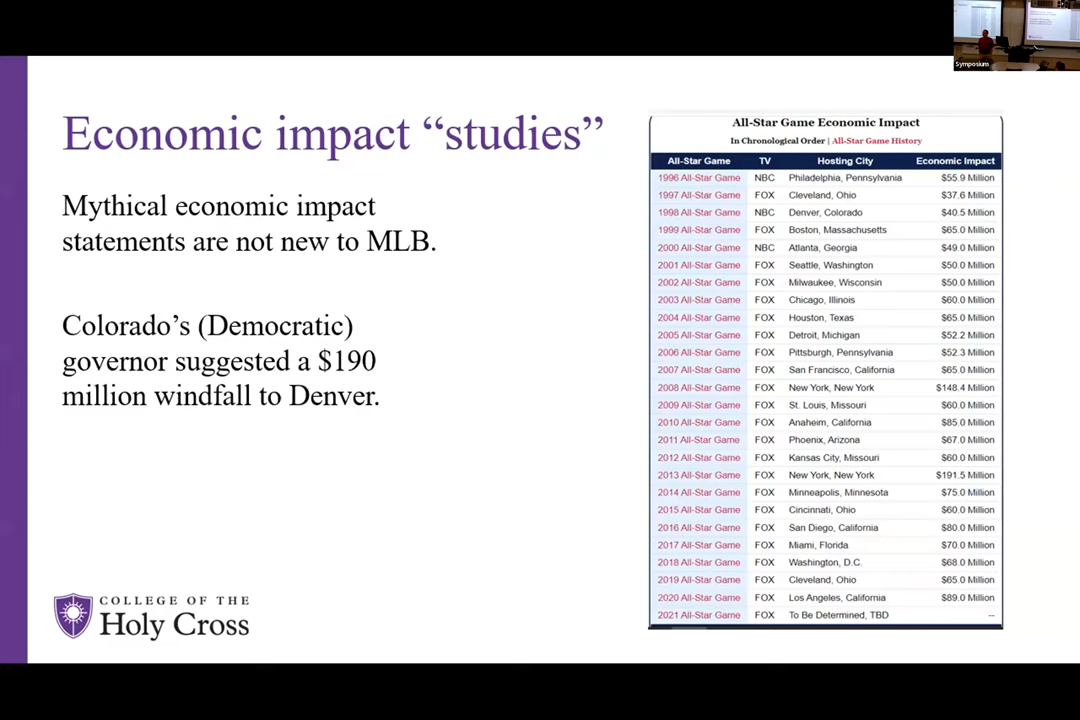 Symposium
Economic impact “studies”
Mythical economic impact
statements are not new to MLB.
Colorado’s (Democratic)
governor suggested a $190
million windfall to Denver.
COLLEGE OF THE
Holy Cross
All-Star Game Economic Impact
In Chronological Order | All-Star Game History
All-Star Game TV Hosting City Economic Impact
1996 All-Star Game NBC Philadelphia, Pennsylvania $55.9 Million
1997 All-Star Game FOX Cleveland, Ohio $37.6 Million
1998 All-Star Game NBC Denver, Colorado $40.5 Million
1999 All-Star Game FOX Boston, Massachusetts $65.0 Million
2000 All-Star Game NBC Atlanta, Georgia $49.0 Million
2001 All-Star Game FOX Seattle, Washington $50.0 Million
2002 All-Star Game FOX Milwaukee, Wisconsin $50.0 Million
2003 All-Star Game FOX Chicago, Illinois $60.0 Million
2004 All-Star Game FOX Houston, Texas $65.0 Million
2005 All-Star Game FOX Detroit, Michigan $52.2 Million
2006 All-Star Game FOX Pittsburgh, Pennsylvania $52.3 Million
2007 All-Star Game FOX San Francisco, California $65.0 Million
2008 All-Star Game FOX New York, New York $148.4 Million
2009 All-Star Game FOX St. Louis, Missouri $60.0 Million
2010 All-Star Game FOX Anaheim, California $85.0 Million
2011 All-Star Game FOX Phoenix, Arizona $67.0 Million
2012 All-Star Game FOX Kansas City, Missouri $60.0 Million
2013 All-Star Game FOX New York, New York $191.5 Million
2014 All-Star Game FOX Minneapolis, Minnesota $75.0 Million
2015 All-Star Game FOX Cincinnati, Ohio $60.0 Million
2016 All-Star Game FOX San Diego, California $80.0 Million
2017 All-Star Game FOX Miami, Florida $70.0 Million
2018 All-Star Game FOX Washington, D.C. $68.0 Million
2019 All-Star Game FOX Cleveland, Ohio $65.0 Million
2020 All-Star Game FOX Los Angeles, California $89.0 Million
2021 All-Star Game FOX To Be Determined, TBD --